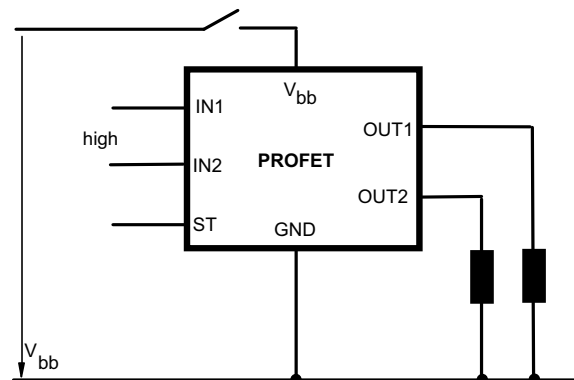 Vbb
IN1
OUT1
high
PROFET
IN2
OUT2
ST
GND
Vbb